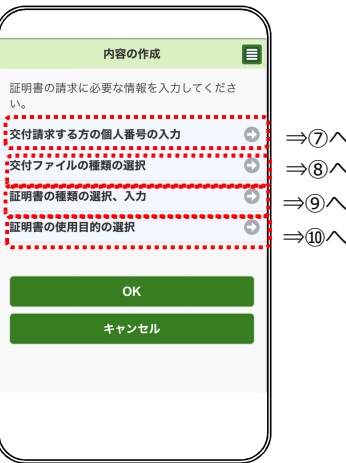 内容の作成
証明書の請求に必要な情報を入力してくださ
い。
交付請求する方の個人番号の入力 ⇒⑦へ
交付ファイルの種類の選択 ⇒⑧へ
証明書の種類の選択、入力 ⇒⑨へ
証明書の使用目的の選択 ⇒⑩へ
OK
キャンセル